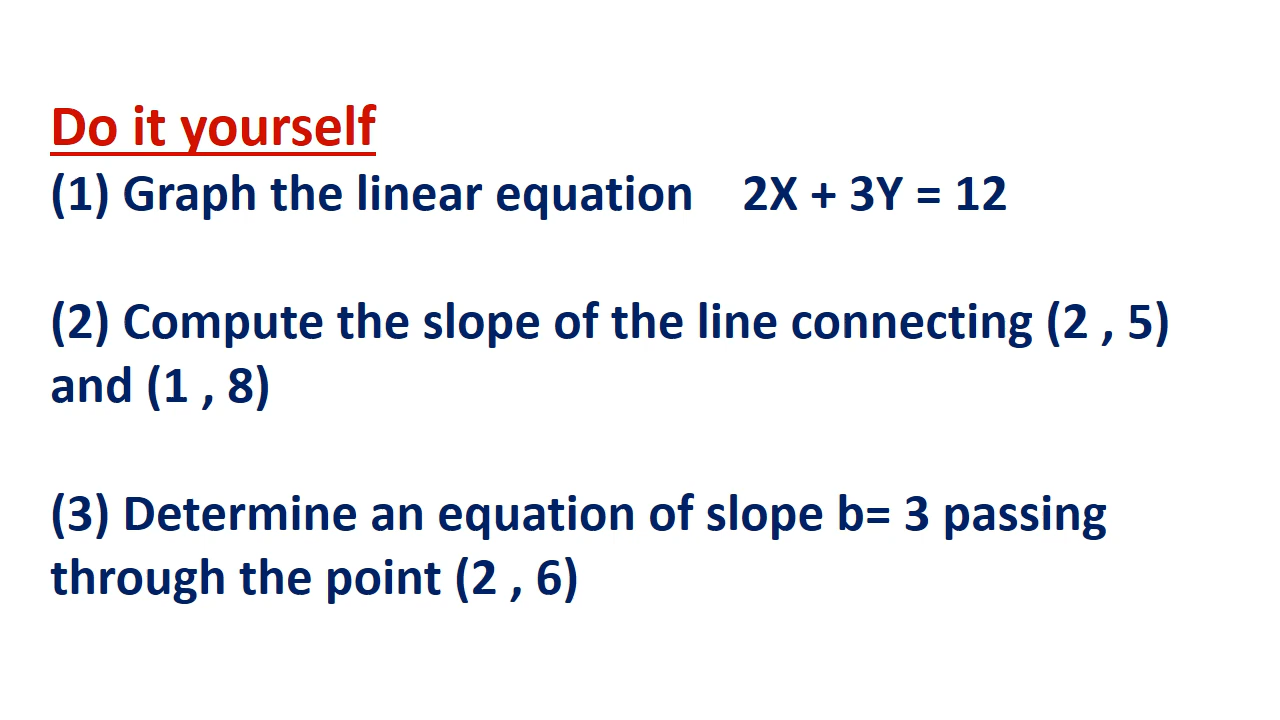 Do it yourself
(1) Graph the linear equation    2X + 3Y = 12
(2) Compute the slope of the line connecting (2 , 5)
and (1 , 8)
(3) Determine an equation of slope b= 3 passing
through the point (2 , 6)